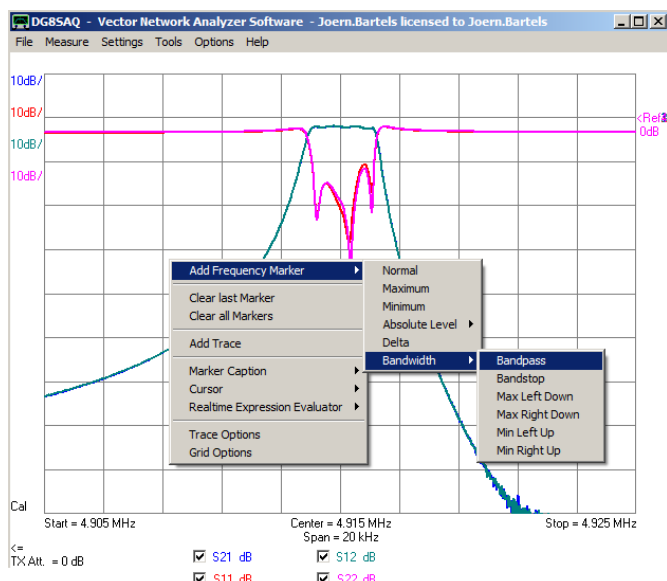 DG8SAQ - Vector Network Analyzer Software - Joern.Bartels licensed to Joern.Bartels
File Measure Settings Tools Options Help
10dB/
10dB/
<Ref3
0dB
10dB/
10dB/
Add Frequency Marker
Normal
Maximum
Clear last Marker
Minimum
Clear all Markers
Absolute Level
Add Trace
Delta
Bandwidth
Bandpass
Marker Caption
Bandstop
Cursor
Max Left Down
Realtime Expression Evaluator
Max Right Down
Trace Options
Min Left Up
Grid Options
Min Right Up
Cal
Start = 4.905 MHz Center = 4.915 MHz Stop = 4.925 MHz
Span = 20 kHz
<=
TX Att. = 0 dB
S21 dB S12 dB
S11 dB S22 dB